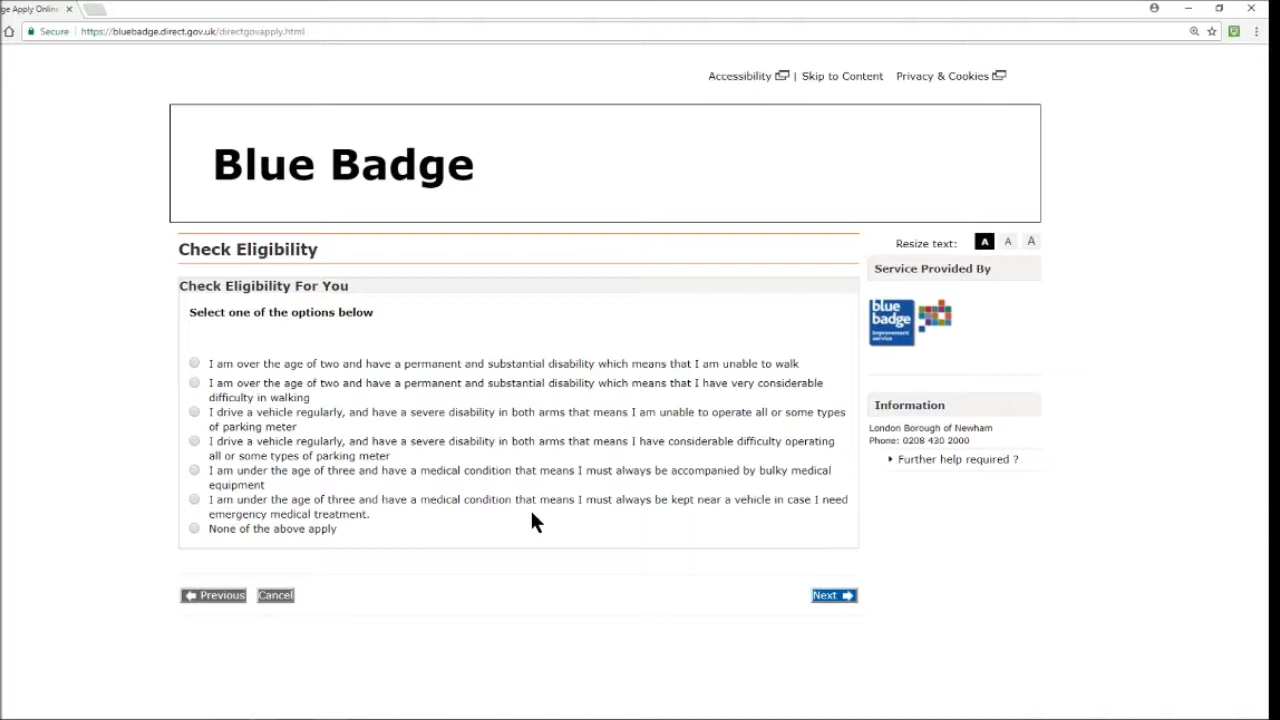 ge Apply Online
Secure
https://bluebadge.direct.gov.uk/directgovapply.html
Accessibility | Skip to Content Privacy & Cookies
Blue Badge
Check Eligibility
Resize text: A A A
Service Provided By
Check Eligibility For You
Select one of the options below
blue
badge
improvement
service
I am over the age of two and have a permanent and substantial disability which means that I am unable to walk
I am over the age of two and have a permanent and substantial disability which means that I have very considerable
difficulty in walking
I drive a vehicle regularly, and have a severe disability in both arms that means I am unable to operate all or some types
of parking meter
I drive a vehicle regularly, and have a severe disability in both arms that means I have considerable difficulty operating
all or some types of parking meter
I am under the age of three and have a medical condition that means I must always be accompanied by bulky medical
equipment
I am under the age of three and have a medical condition that means I must always be kept near a vehicle in case I need
emergency medical treatment.
None of the above apply
Information
London Borough of Newham
Phone: 0208 430 2000
Further help required ?
Previous
Cancel
Next